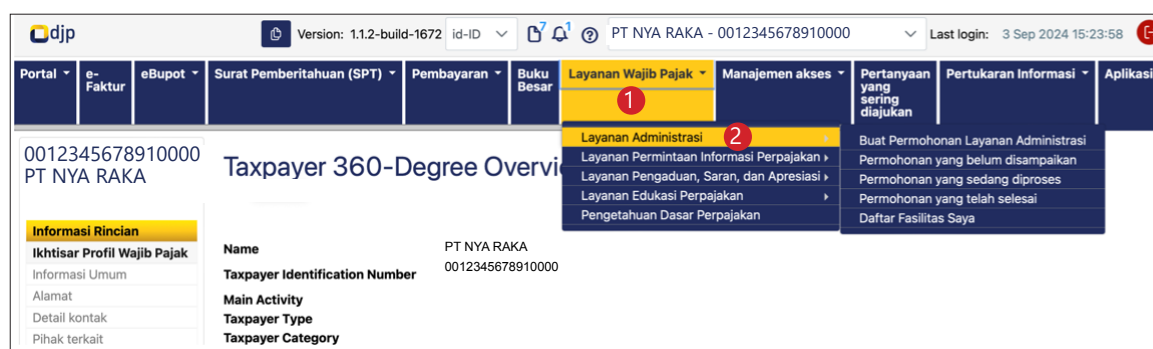 djp
Version: 1.1.2-build-1672
id-ID
7
1
PT NYA RAKA - 0012345678910000
Last login: 3 Sep 2024 15:23:58
Portal
e-
Faktur
eBupot
Surat Pemberitahuan (SPT)
Pembayaran
Buku
Besar
Layanan Wajib Pajak
1
Manajemen akses
Pertanyaan
yang
sering
diajukan
Pertukaran Informasi
Aplikasi
Layanan Administrasi
2
Layanan Permintaan Informasi Perpajakan
Layanan Pengaduan, Saran, dan Apresiasi
Layanan Edukasi Perpajakan
Pengetahuan Dasar Perpajakan
Buat Permohonan Layanan Administrasi
Permohonan yang belum disampaikan
Permohonan yang sedang diproses
Permohonan yang telah selesai
Daftar Fasilitas Saya
0012345678910000
PT NYA RAKA
Taxpayer 360-Degree Overvi
Informasi Rincian
Ikhtisar Profil Wajib Pajak
Informasi Umum
Alamat
Detail kontak
Pihak terkait
Name PT NYA RAKA
Taxpayer Identification Number 0012345678910000
Main Activity
Taxpayer Type
Taxpayer Category